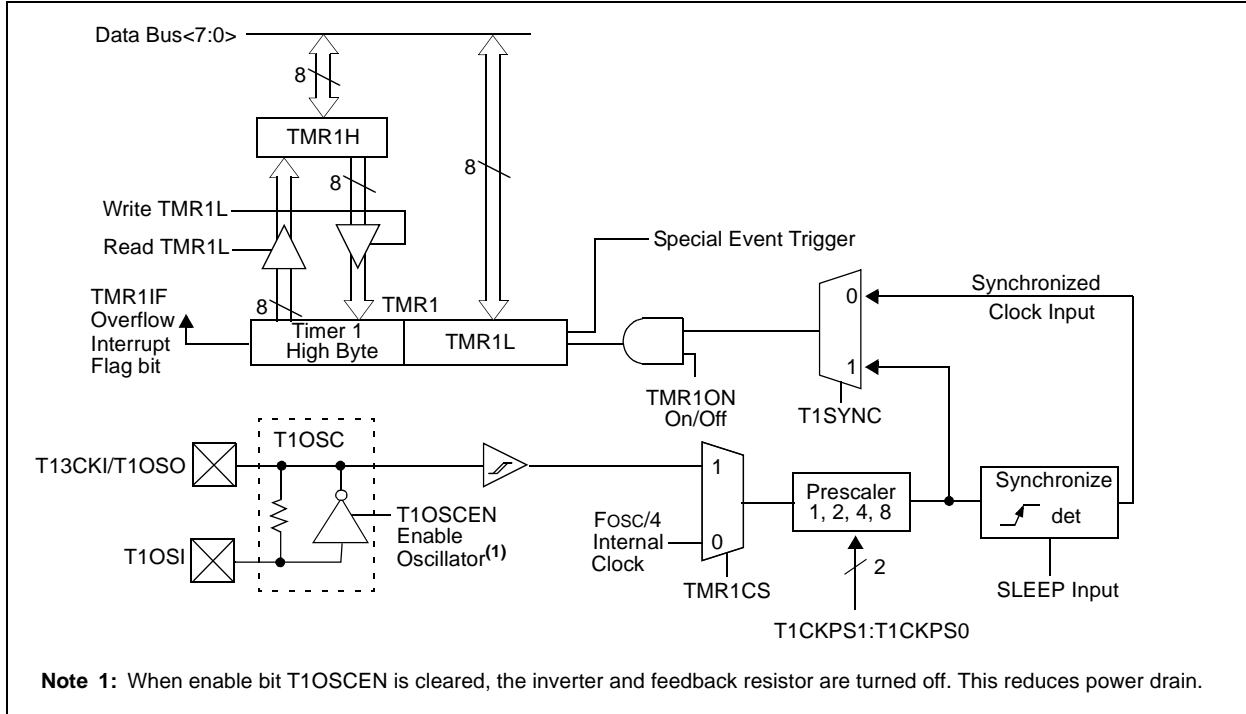 Data Bus<7:0>
8
TMR1H
8
8
Write TMR1L
Read TMR1L
Special Event Trigger
TMR1IF
Overflow
Interrupt
Flag bit
8
TMR1
Timer 1
High Byte
TMR1L
0
Synchronized
Clock Input
1
TMR1ON
On/Off
T1SYNC
T1OSC
T13CKI/T1OSO
1
Prescaler
1, 2, 4, 8
Synchronize
det
T1OSCEN
Enable
Oscillator(1)
FOSC/4
Internal
Clock
0
T1OSI
2
TMR1CS
SLEEP Input
T1CKPS1:T1CKPS0
Note 1: When enable bit T1OSCEN is cleared, the inverter and feedback resistor are turned off. This reduces power drain.